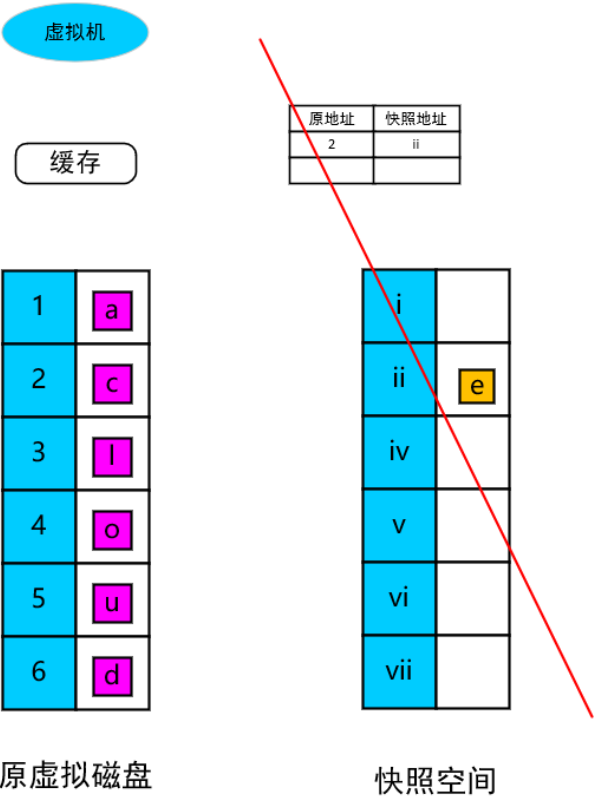 虚拟机
缓存
原地址 快照地址
2 ii
1 a
2 c
3 l
4 o
5 u
6 d
原虚拟磁盘
i
ii e
iv
v
vi
vii
快照空间